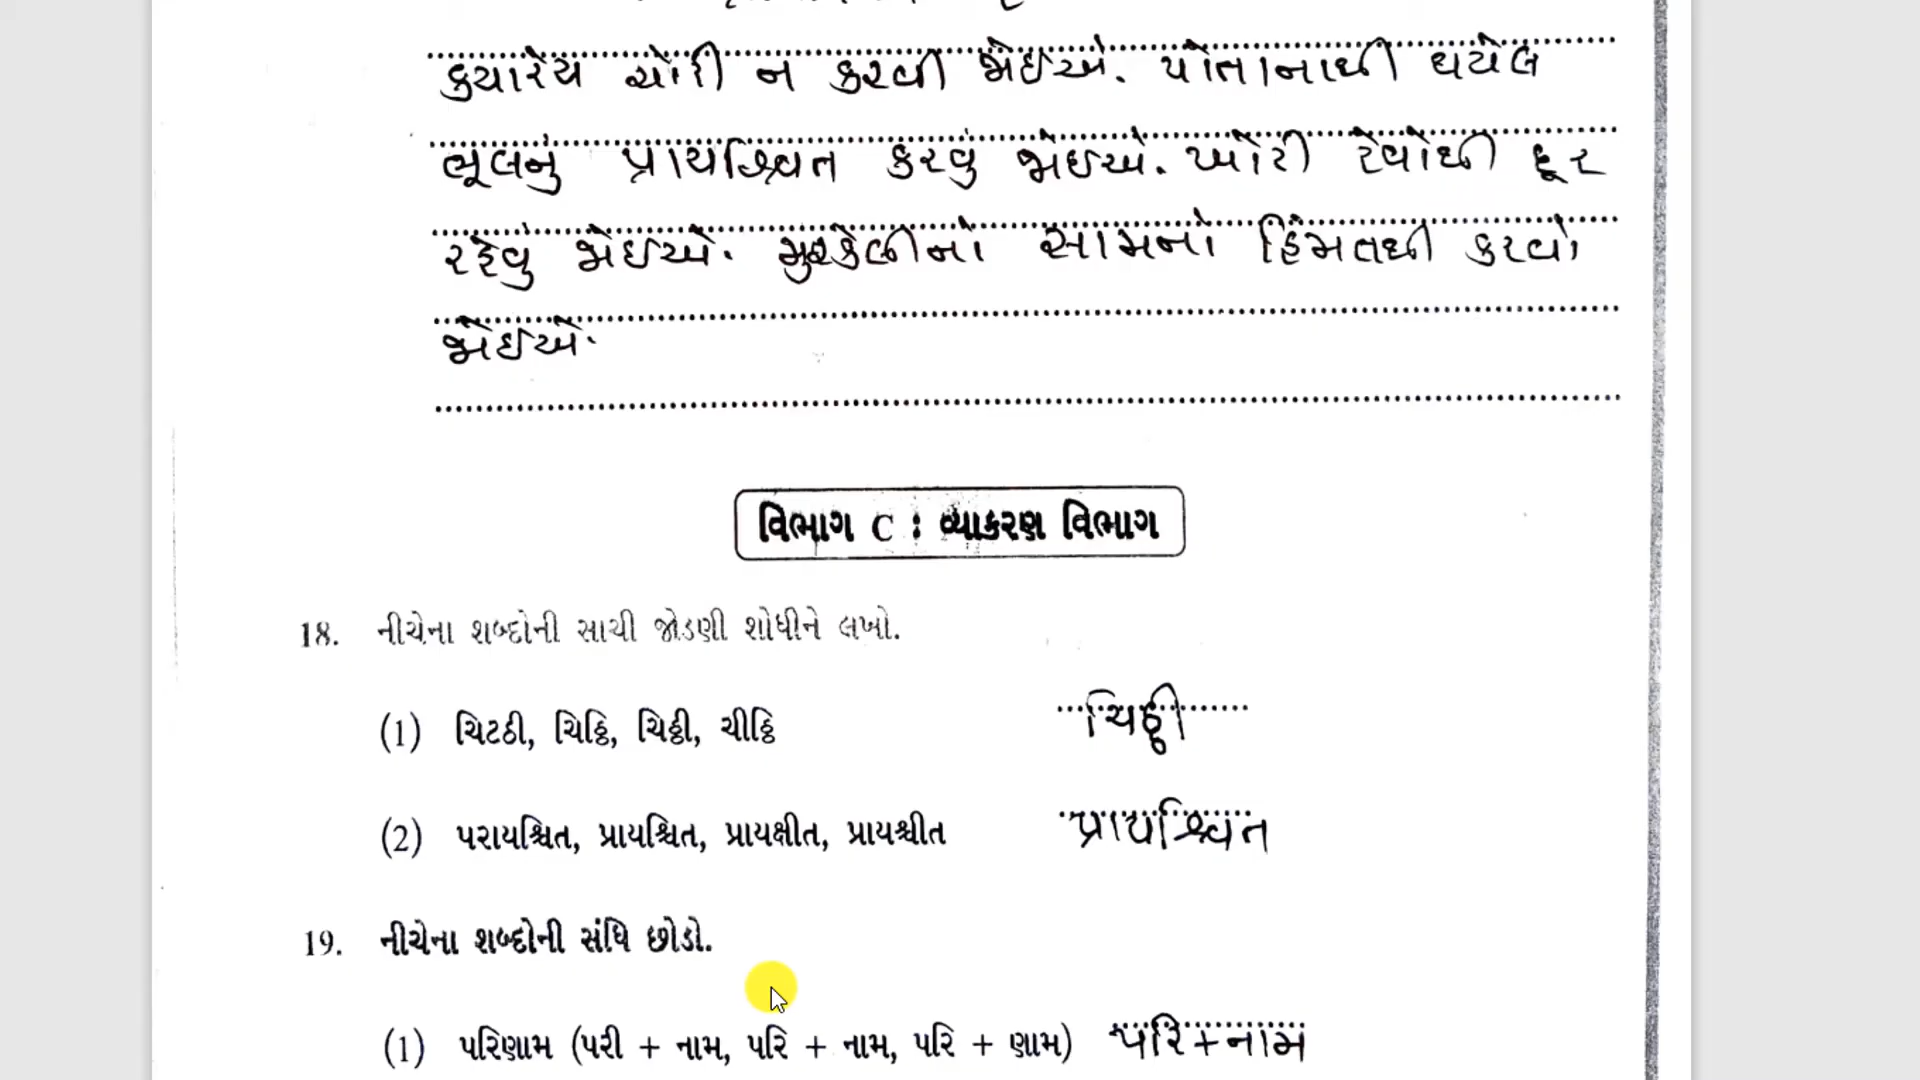 ક્યારેય ચોરી ન કરવી જોઈએ. પોતાનાથી થયેલ
ભૂલનું પ્રાયશ્ચિત કરવું જોઈએ. ખોટી ટેવોથી દૂર
રહેવું જોઈએ. મુશ્કેલીનો સામનો હિંમતથી કરવો
જોઈએ.
વિભાગ C : વ્યાકરણ વિભાગ
18. નીચેના શબ્દોની સાચી જોડણી શોધીને લખો.
(1) ચિટઠી, ચિઠ્ઠિ, ચિઠ્ઠી, ચીઠ્ઠિ ચિઠ્ઠી
(2) પરાયશ્ચિત, પ્રાયશ્ચિત, પ્રાયક્ષીત, પ્રાયશ્ચીત પ્રાયશ્ચિત
19. નીચેના શબ્દોની સંધિ છોડો.
(1) પરિણામ (પરી + નામ, પરિ + નામ, પરિ + ણામ) પરિ+નામ